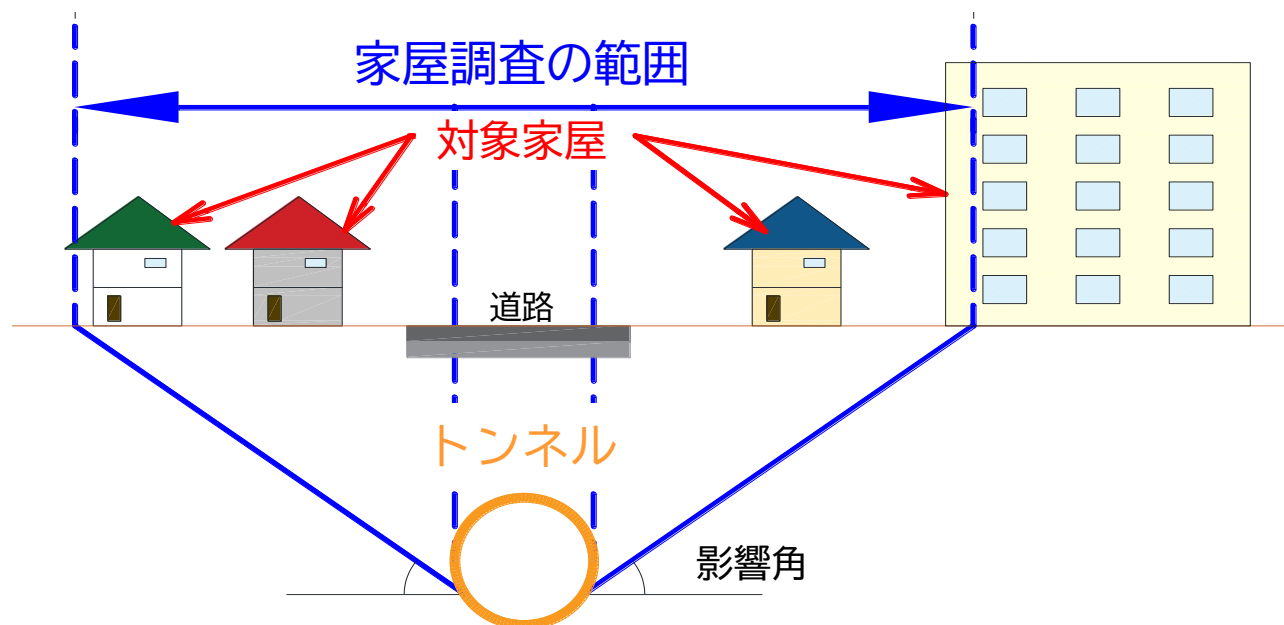 家屋調査の範囲
対象家屋
道路
トンネル
影響角